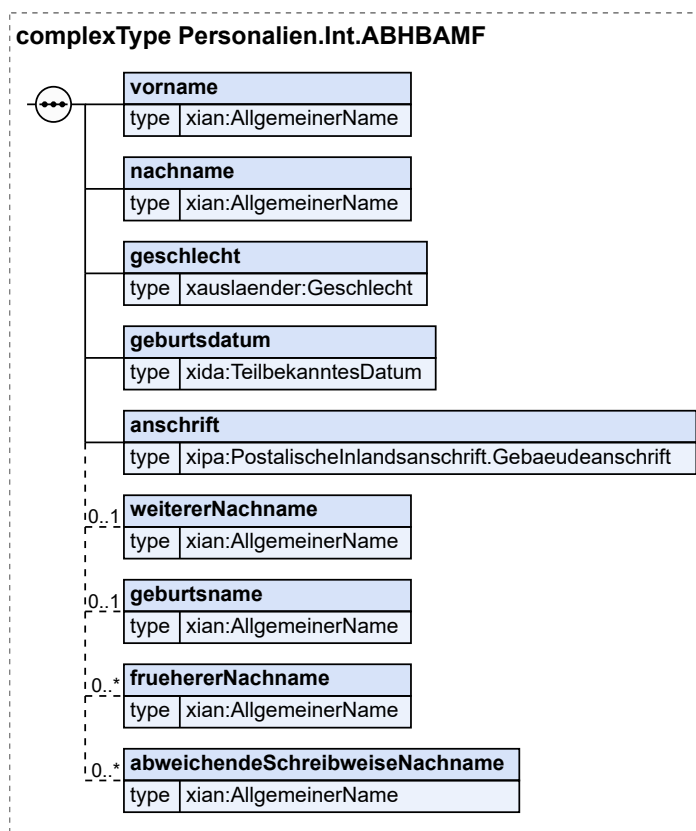 complexType Personalien.Int.ABHBAMF
vorname
type xian:AllgemeinerName
nachname
type xian:AllgemeinerName
geschlecht
type xauslaender:Geschlecht
geburtsdatum
type xida:TeilbekanntesDatum
anschrift
type xipa:PostalischeInlandsanschrift.Gebaeudeanschrift
0..1 weitererNachname
type xian:AllgemeinerName
0..1 geburtsname
type xian:AllgemeinerName
0..* fruehererNachname
type xian:AllgemeinerName
0..* abweichendeSchreibweiseNachname
type xian:AllgemeinerName